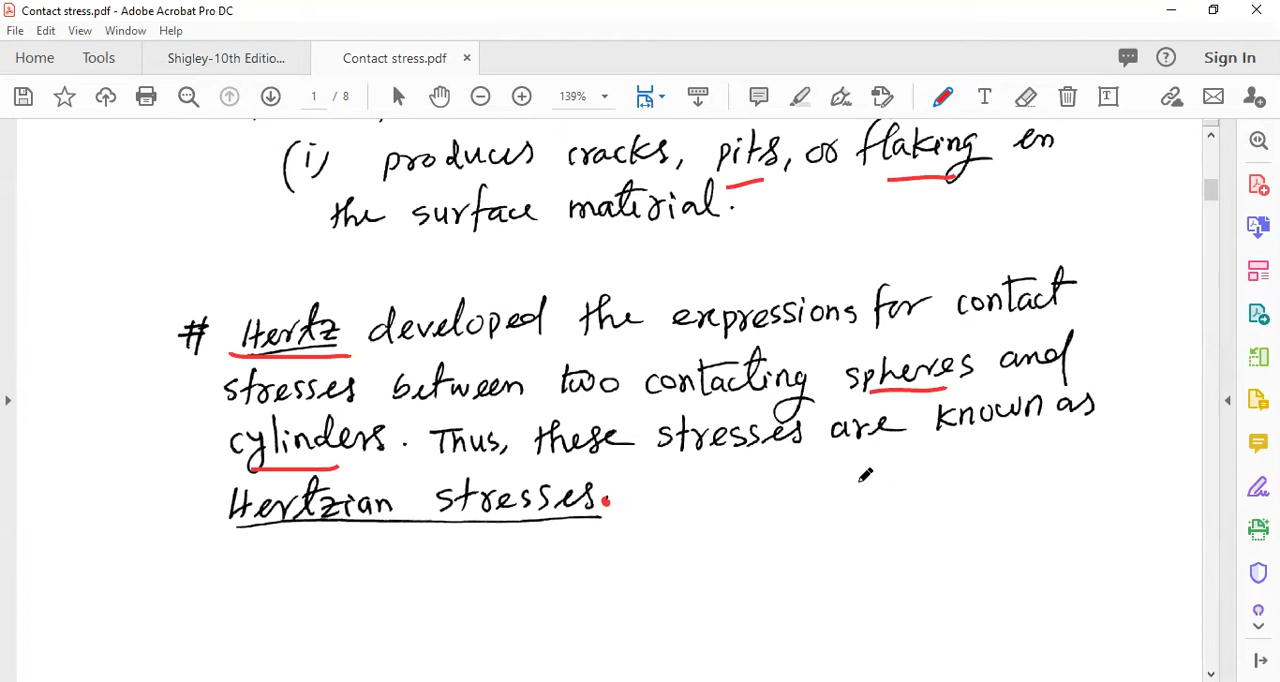 Contact stress.pdf - Adobe Acrobat Pro DC
File Edit View Window Help
Home Tools Shigley-10th Editio... Contact stress.pdf × Sign In
1 / 8 139%
(i) produces cracks, pits, or flaking in
the surface material.
# Hertz developed the expressions for contact
stresses between two contacting spheres and
cylinders. Thus, these stresses are known as
Hertzian stresses.